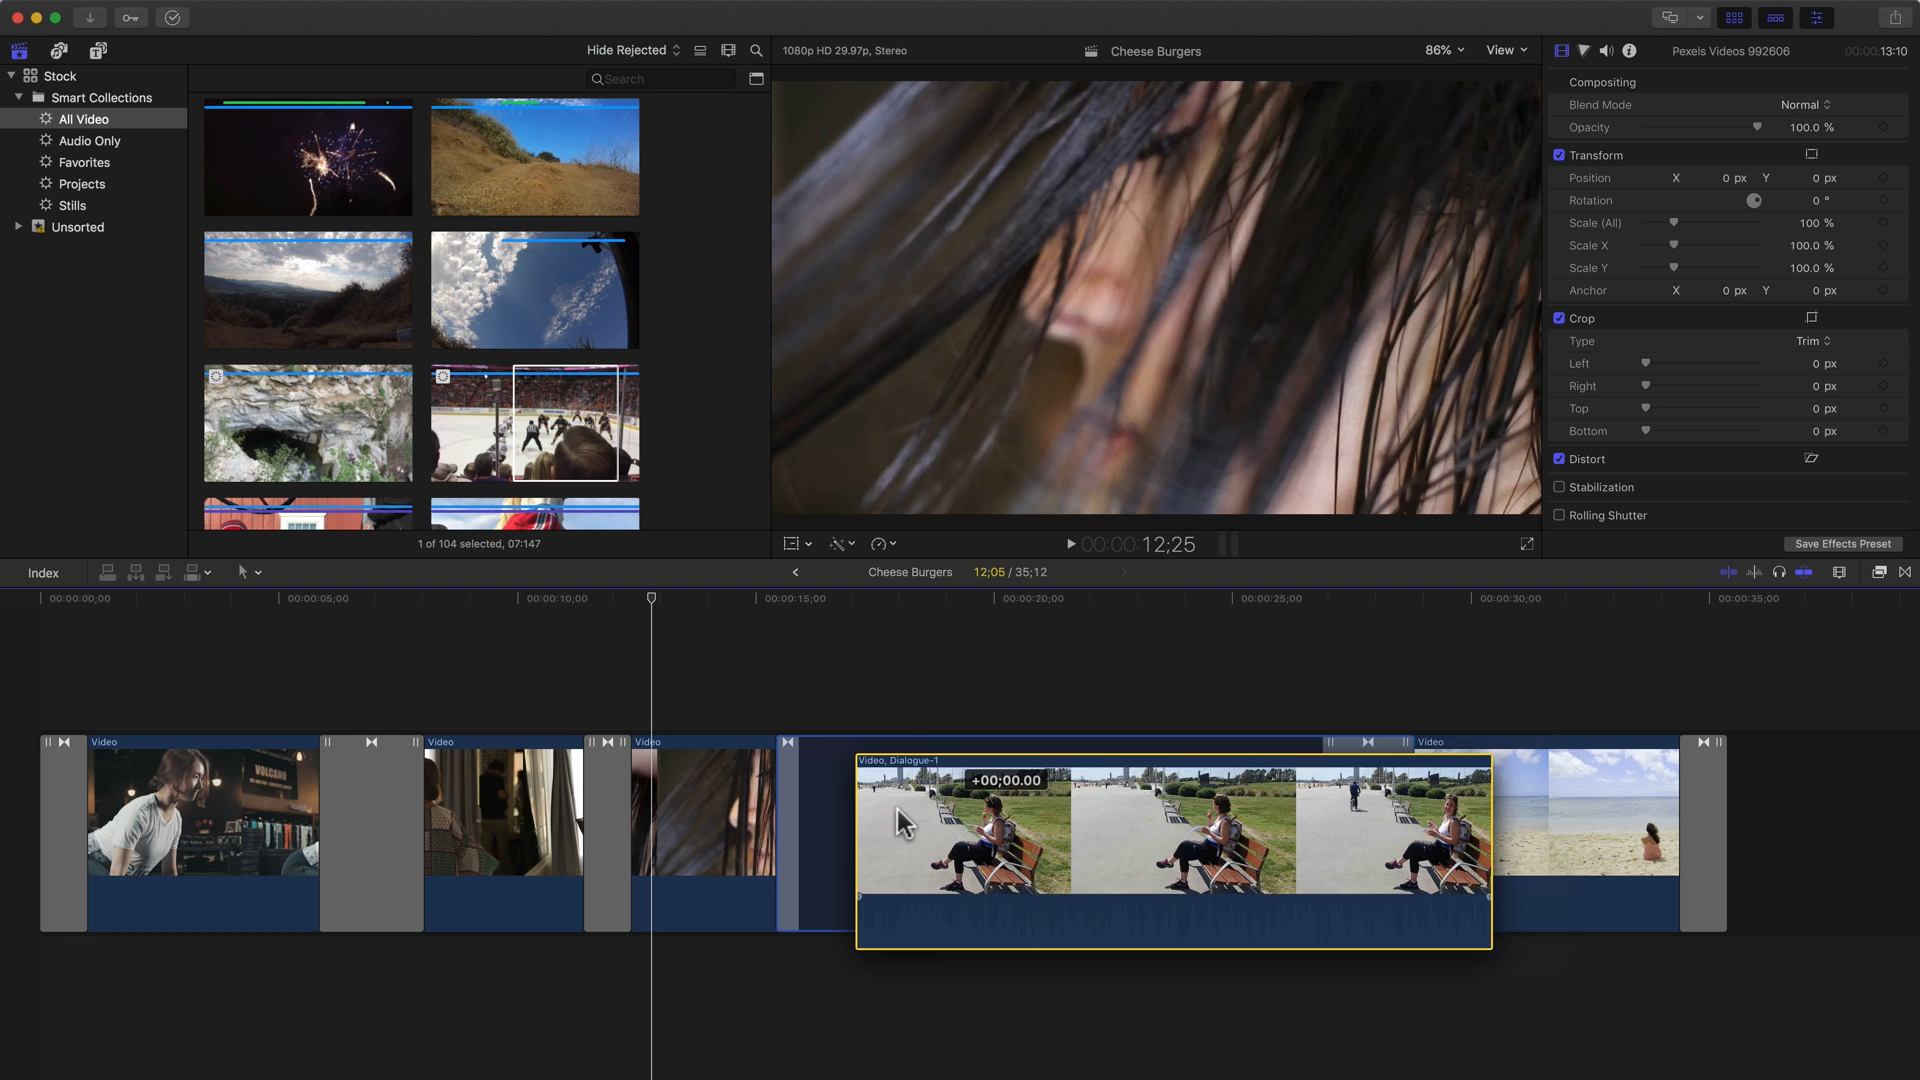 Hide Rejected
1080p HD 29.97p, Stereo
Cheese Burgers
86%
View
Pexels Videos 992606
00:00:13:10
Stock
Smart Collections
All Video
Audio Only
Favorites
Projects
Stills
Unsorted
Search
1 of 104 selected, 07:147
00:00:12;25
Compositing
Blend Mode
Normal
Opacity
100.0 %
Transform
Position
X
0 px
Y
0 px
Rotation
0 °
Scale (All)
100 %
Scale X
100.0 %
Scale Y
100.0 %
Anchor
X
0 px
Y
0 px
Crop
Type
Trim
Left
0 px
Right
0 px
Top
0 px
Bottom
0 px
Distort
Stabilization
Rolling Shutter
Save Effects Preset
Index
Cheese Burgers
12;05 / 35;12
00:00:00;00
00:00:05;00
00:00:10;00
00:00:15;00
00:00:20;00
00:00:25;00
00:00:30;00
00:00:35;00
Video
Video
Video
Video
Video, Dialogue-1
+00;00.00
VOLCARO